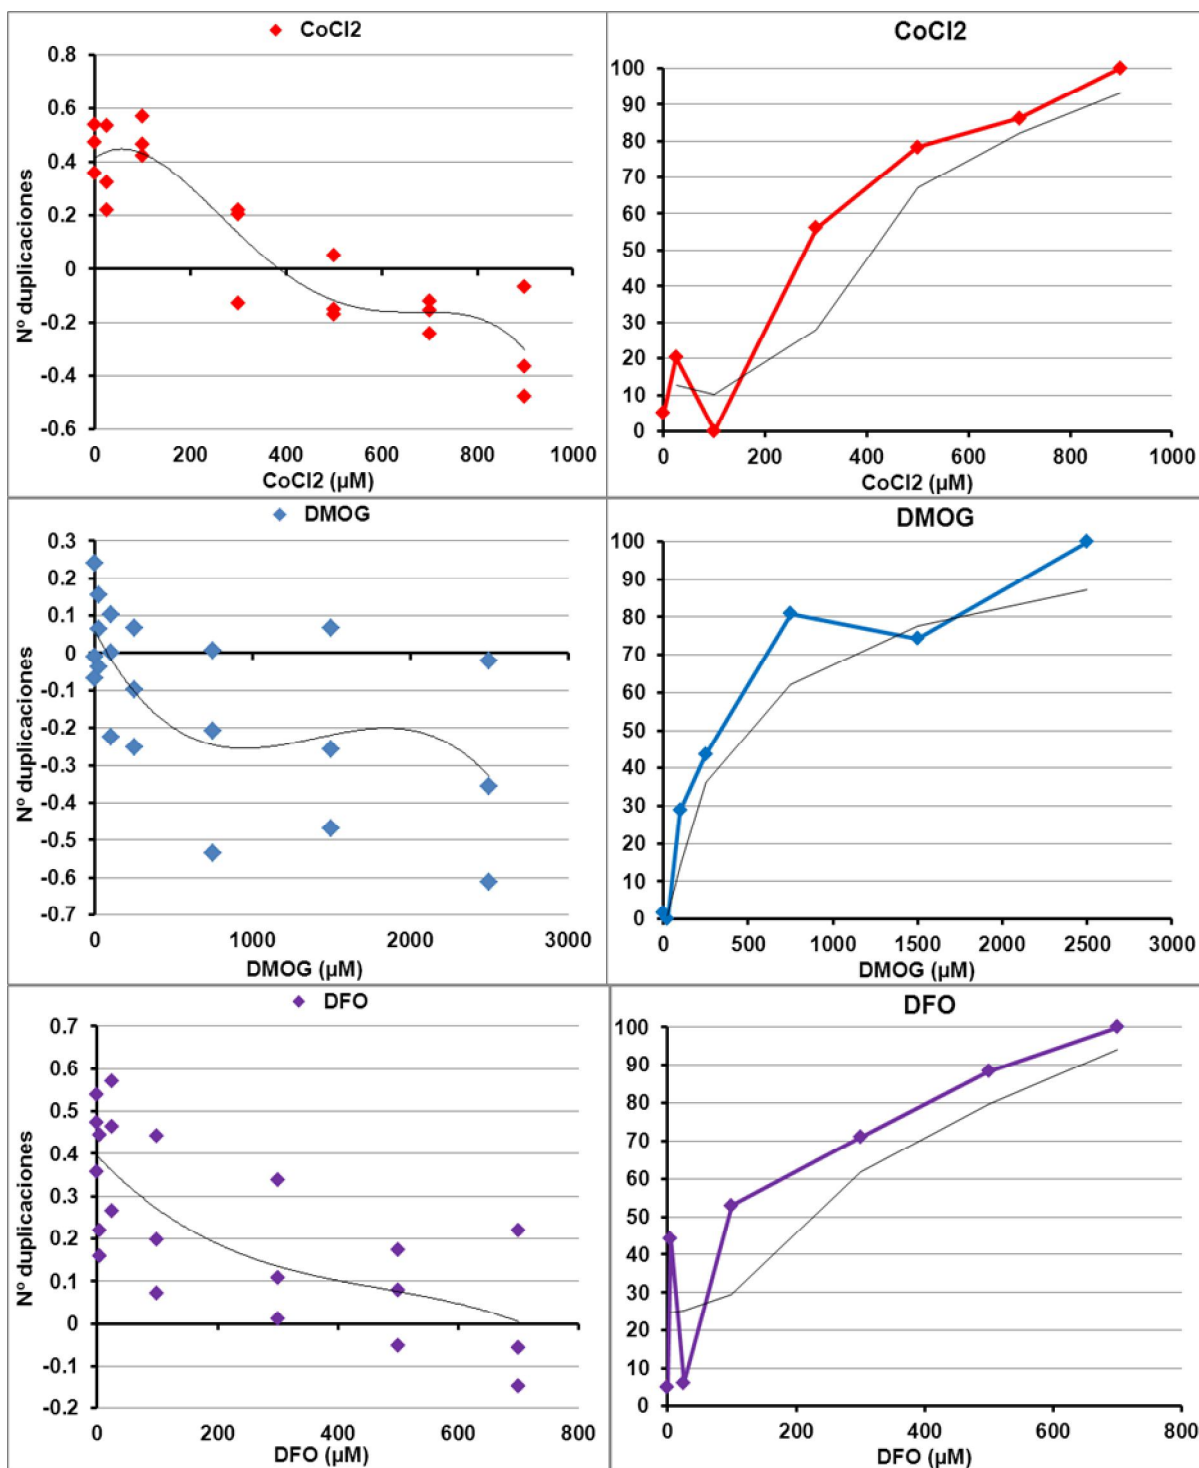 CoCl2
Nº duplicaciones
0.8
0.6
0.4
0.2
0
-0.2
-0.4
-0.6
0 200 400 600 800 1000
CoCl2 (µM)
CoCl2
100
90
80
70
60
50
40
30
20
10
0
0 200 400 600 800 1000
CoCl2 (µM)
DMOG
Nº duplicaciones
0.3
0.2
0.1
0
-0.1
-0.2
-0.3
-0.4
-0.5
-0.6
-0.7
0 1000 2000 3000
DMOG (µM)
DMOG
100
90
80
70
60
50
40
30
20
10
0
0 500 1000 1500 2000 2500 3000
DMOG (µM)
DFO
Nº duplicaciones
0.7
0.6
0.5
0.4
0.3
0.2
0.1
0
-0.1
-0.2
0 200 400 600 800
DFO (µM)
DFO
100
90
80
70
60
50
40
30
20
10
0
0 200 400 600 800
DFO (µM)